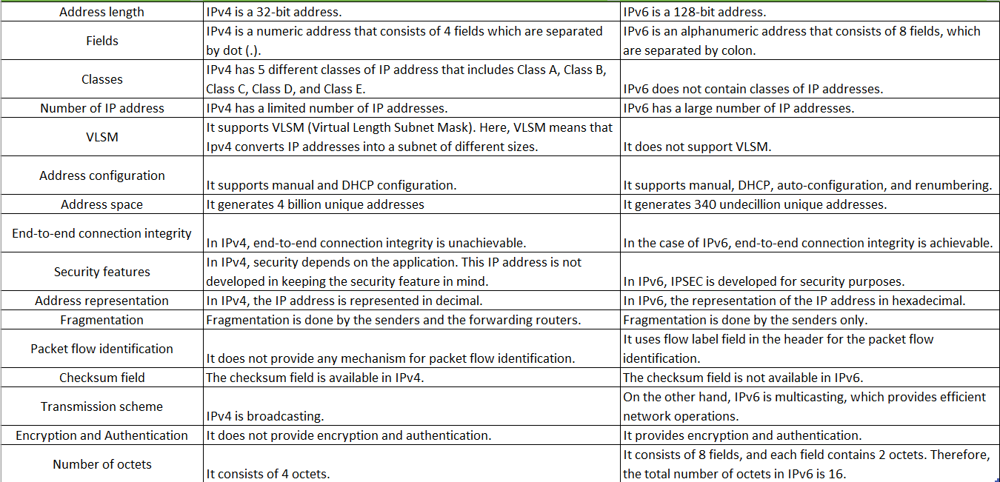 Address length
IPv4 is a 32-bit address.
IPv6 is a 128-bit address.
Fields
IPv4 is a numeric address that consists of 4 fields which are separated
by dot (.).
IPv6 is an alphanumeric address that consists of 8 fields, which
are separated by colon.
Classes
IPv4 has 5 different classes of IP address that includes Class A, Class B,
Class C, Class D, and Class E.
IPv6 does not contain classes of IP addresses.
Number of IP address
IPv4 has a limited number of IP addresses.
IPv6 has a large number of IP addresses.
VLSM
It supports VLSM (Virtual Length Subnet Mask). Here, VLSM means that
Ipv4 converts IP addresses into a subnet of different sizes.
It does not support VLSM.
Address configuration
It supports manual and DHCP configuration.
It supports manual, DHCP, auto-configuration, and renumbering.
Address space
It generates 4 billion unique addresses
It generates 340 undecillion unique addresses.
End-to-end connection integrity
In IPv4, end-to-end connection integrity is unachievable.
In the case of IPv6, end-to-end connection integrity is achievable.
Security features
In IPv4, security depends on the application. This IP address is not
developed in keeping the security feature in mind.
In IPv6, IPSEC is developed for security purposes.
Address representation
In IPv4, the IP address is represented in decimal.
In IPv6, the representation of the IP address in hexadecimal.
Fragmentation
Fragmentation is done by the senders and the forwarding routers.
Fragmentation is done by the senders only.
Packet flow identification
It does not provide any mechanism for packet flow identification.
It uses flow label field in the header for the packet flow
identification.
Checksum field
The checksum field is available in IPv4.
The checksum field is not available in IPv6.
Transmission scheme
IPv4 is broadcasting.
On the other hand, IPv6 is multicasting, which provides efficient
network operations.
Encryption and Authentication
It does not provide encryption and authentication.
It provides encryption and authentication.
Number of octets
It consists of 4 octets.
It consists of 8 fields, and each field contains 2 octets. Therefore,
the total number of octets in IPv6 is 16.